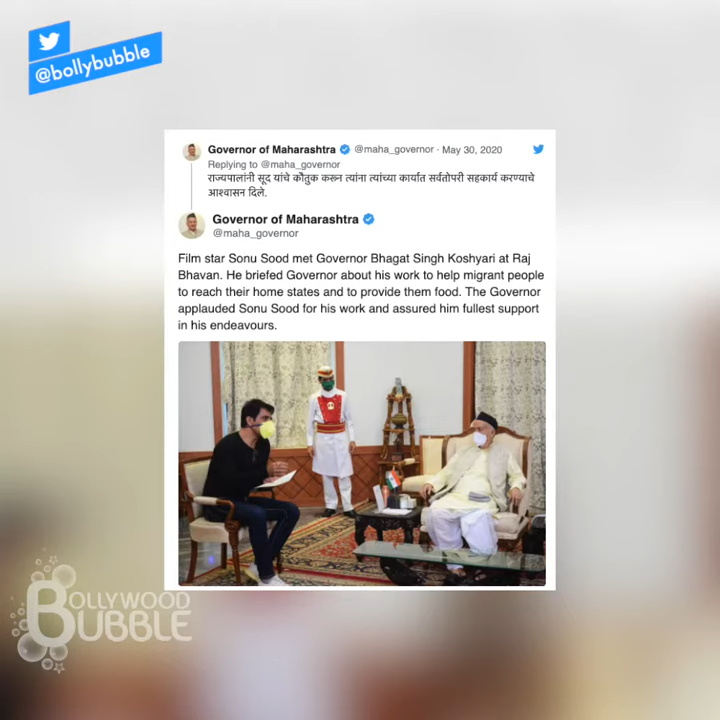 @bollybubble
Governor of Maharashtra @maha_governor · May 30, 2020
Replying to @maha_governor
राज्यपालांनी सूद यांचे कौतुक करून त्यांना त्यांच्या कार्यात सर्वतोपरी सहकार्य करण्याचे
आश्वासन दिले.
Governor of Maharashtra
@maha_governor
Film star Sonu Sood met Governor Bhagat Singh Koshyari at Raj
Bhavan. He briefed Governor about his work to help migrant people
to reach their home states and to provide them food. The Governor
applauded Sonu Sood for his work and assured him fullest support
in his endeavours.
BOLLYWOOD
BUBBLE